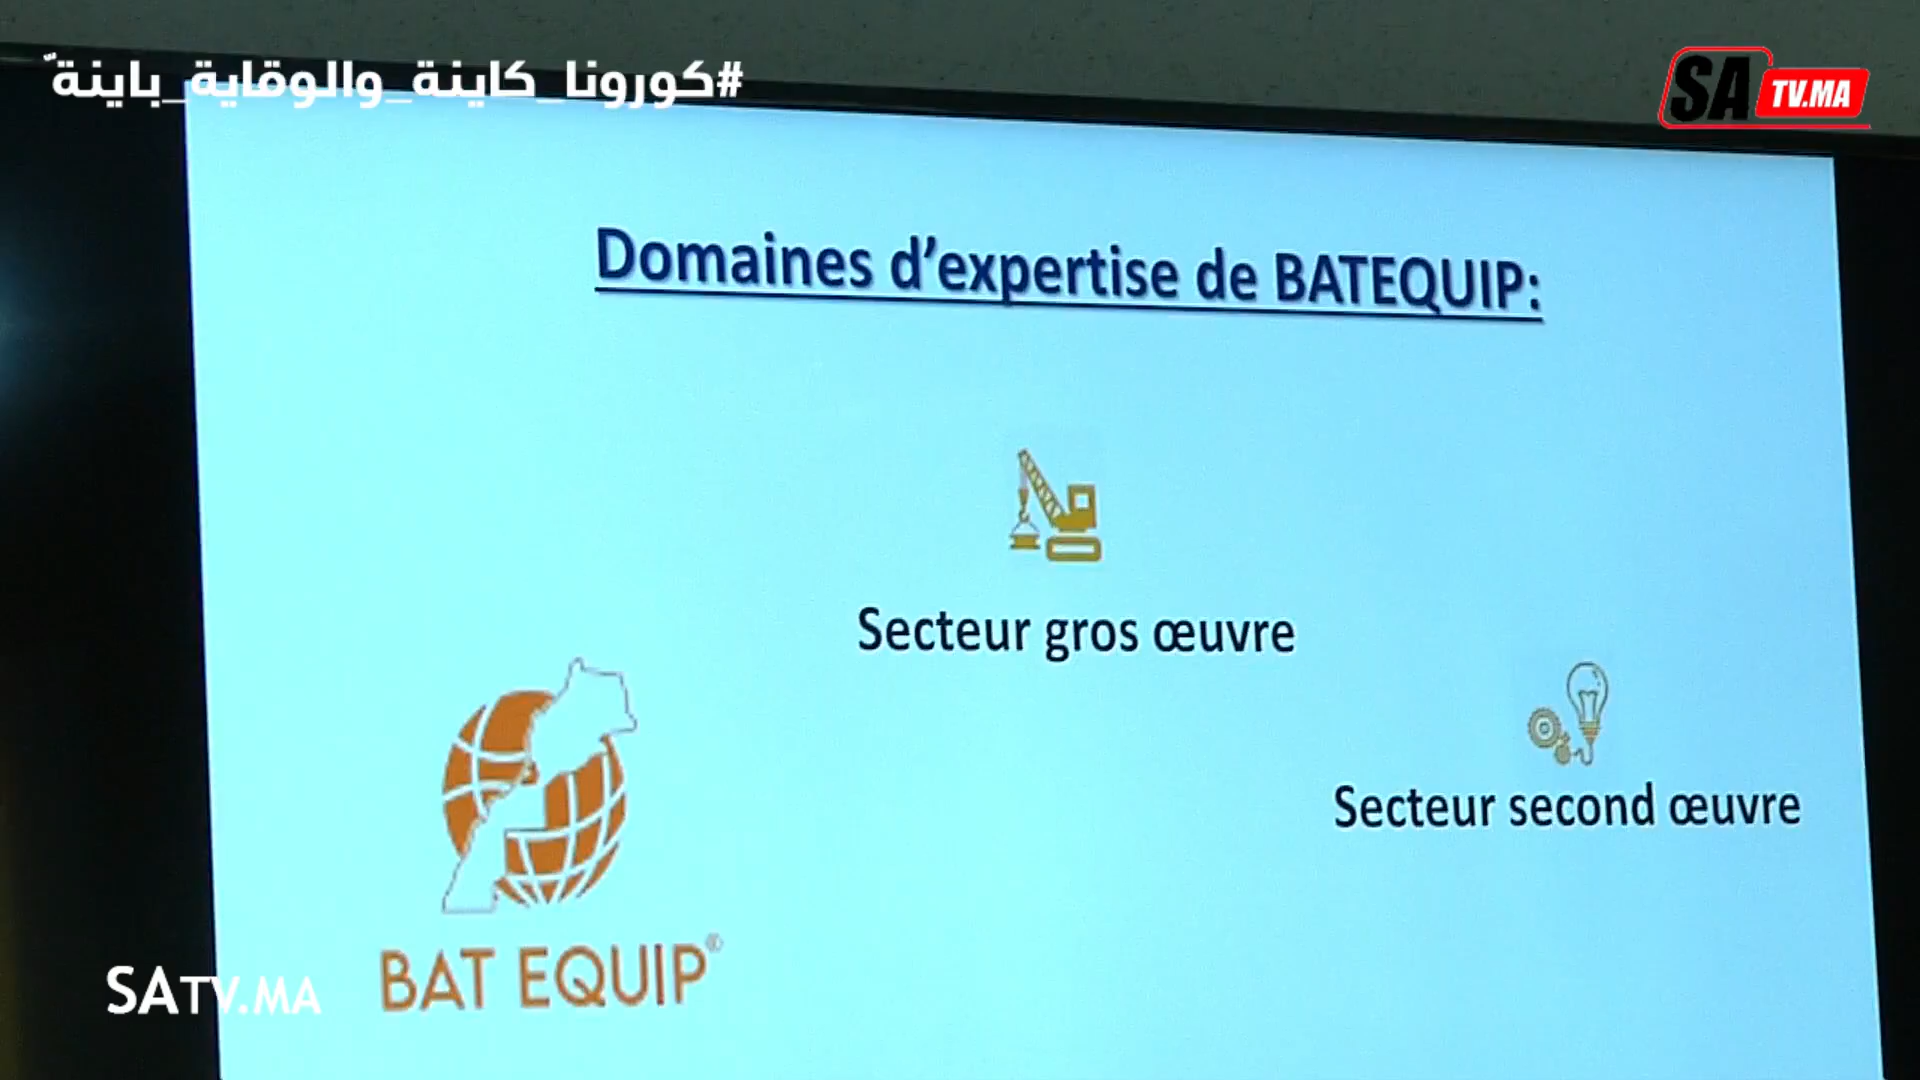 #كورونا_كاينة_والوقاية_باينةّ
SA TV.MA
Domaines d'expertise de BATEQUIP:
Secteur gros œuvre
Secteur second œuvre
BAT EQUIP®
SATV.MA